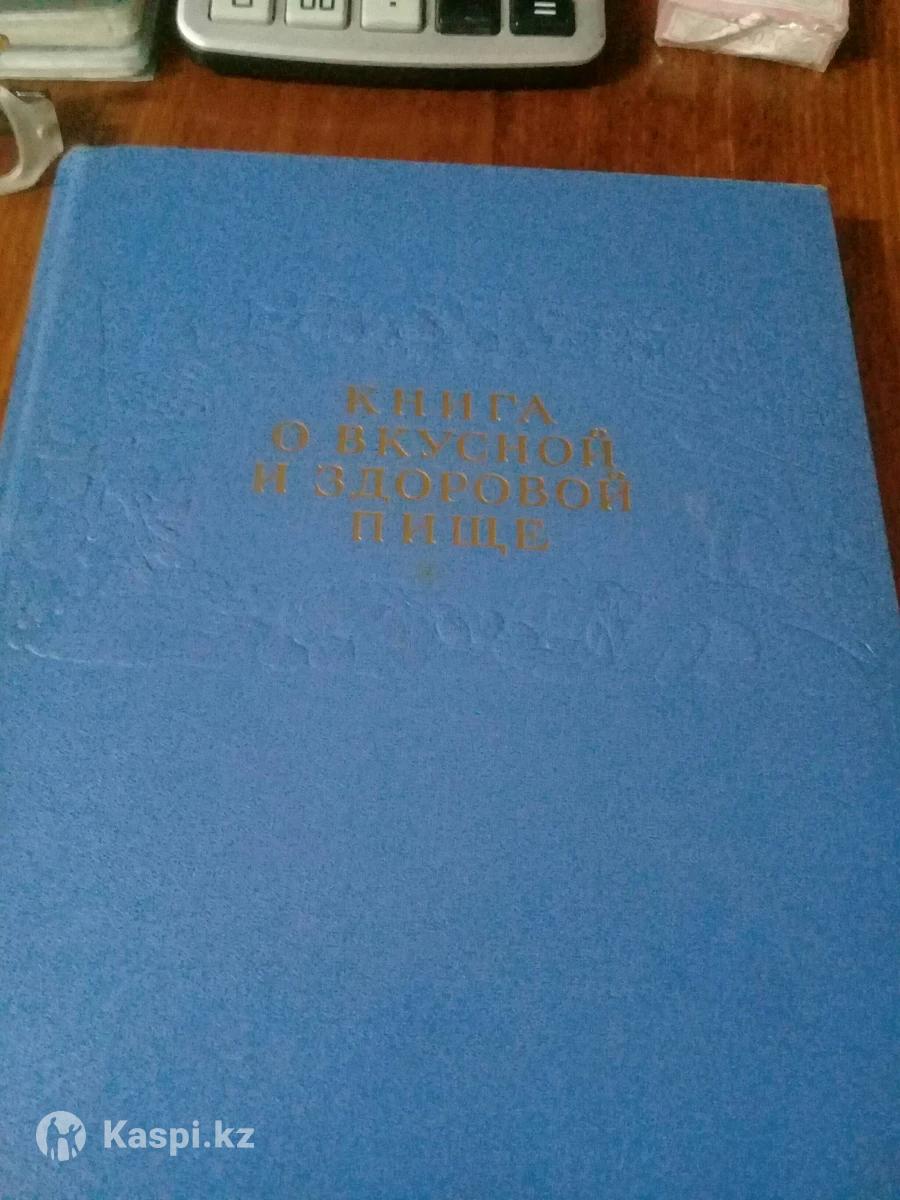 КНИГА
О ВКУСНОЙ
И ЗДОРОВОЙ
ПИЩЕ
Kaspi.kz